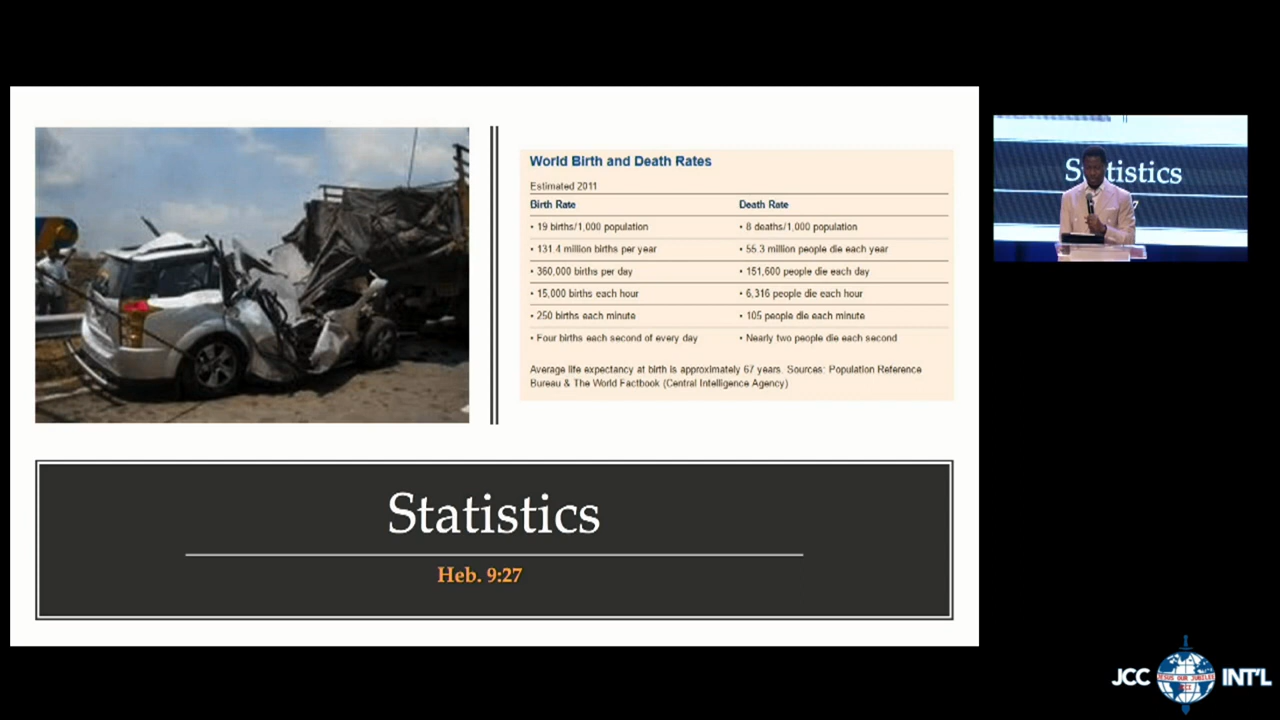 World Birth and Death Rates
Estimated 2011
Birth Rate Death Rate
• 19 births/1,000 population • 8 deaths/1,000 population
• 131.4 million births per year • 55.3 million people die each year
• 360,000 births per day • 151,600 people die each day
• 15,000 births each hour • 6,316 people die each hour
• 250 births each minute • 105 people die each minute
• Four births each second of every day • Nearly two people die each second
Average life expectancy at birth is approximately 67 years. Sources: Population Reference
Bureau & The World Factbook (Central Intelligence Agency)
Statistics
Heb. 9:27
Statistics
7
JCC INT'L
JESUS OUR JUBILEE
JCC